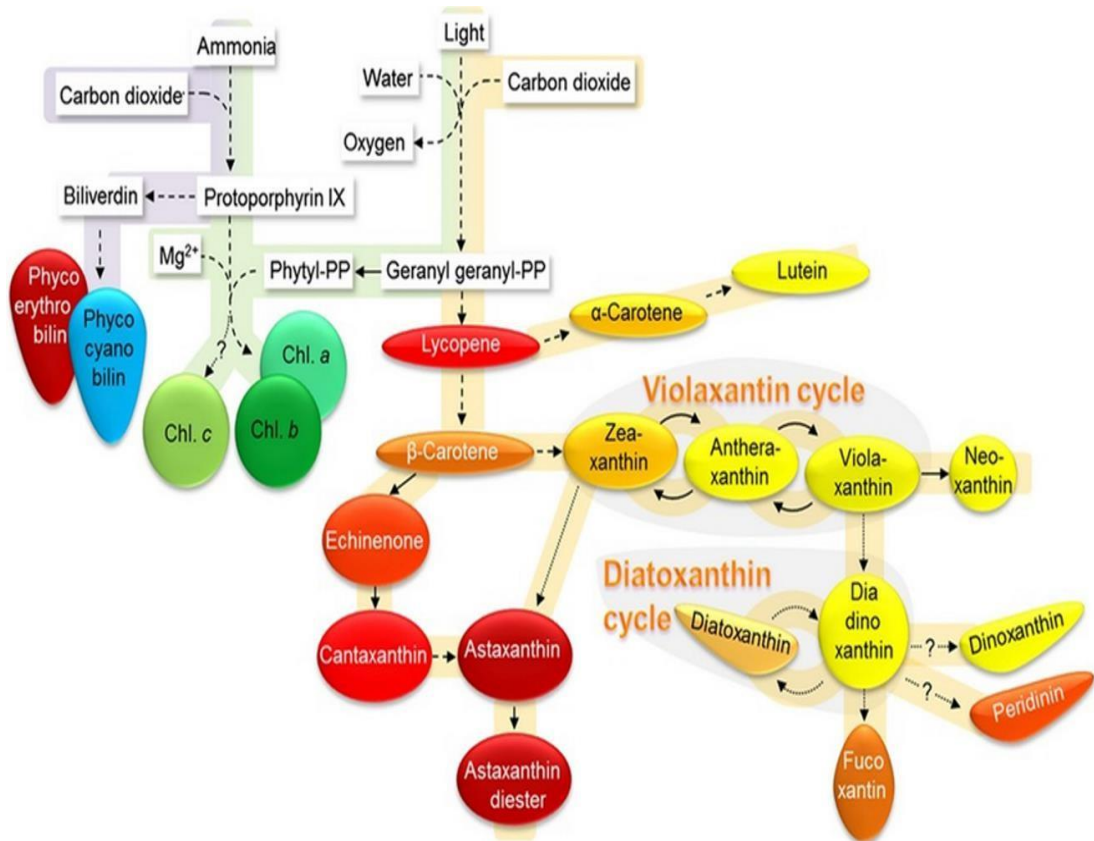 Ammonia
Light
Carbon dioxide
Water
Carbon dioxide
Oxygen
Biliverdin
Protoporphyrin IX
Mg²⁺
Phytyl-PP
Geranyl geranyl-PP
Lutein
α-Carotene
Phyco
erythro
bilin
Phyco
cyano
bilin
?
Chl. a
Chl. c
Chl. b
Lycopene
Violaxantin cycle
β-Carotene
Zea-
xanthin
Anthera-
xanthin
Viola-
xanthin
Neo-
xanthin
Echinenone
Diatoxanthin
cycle
Diatoxanthin
Dia
dino
xanthin
?
Dinoxanthin
?
Peridinin
Cantaxanthin
Astaxanthin
Astaxanthin
diester
Fuco
xantin